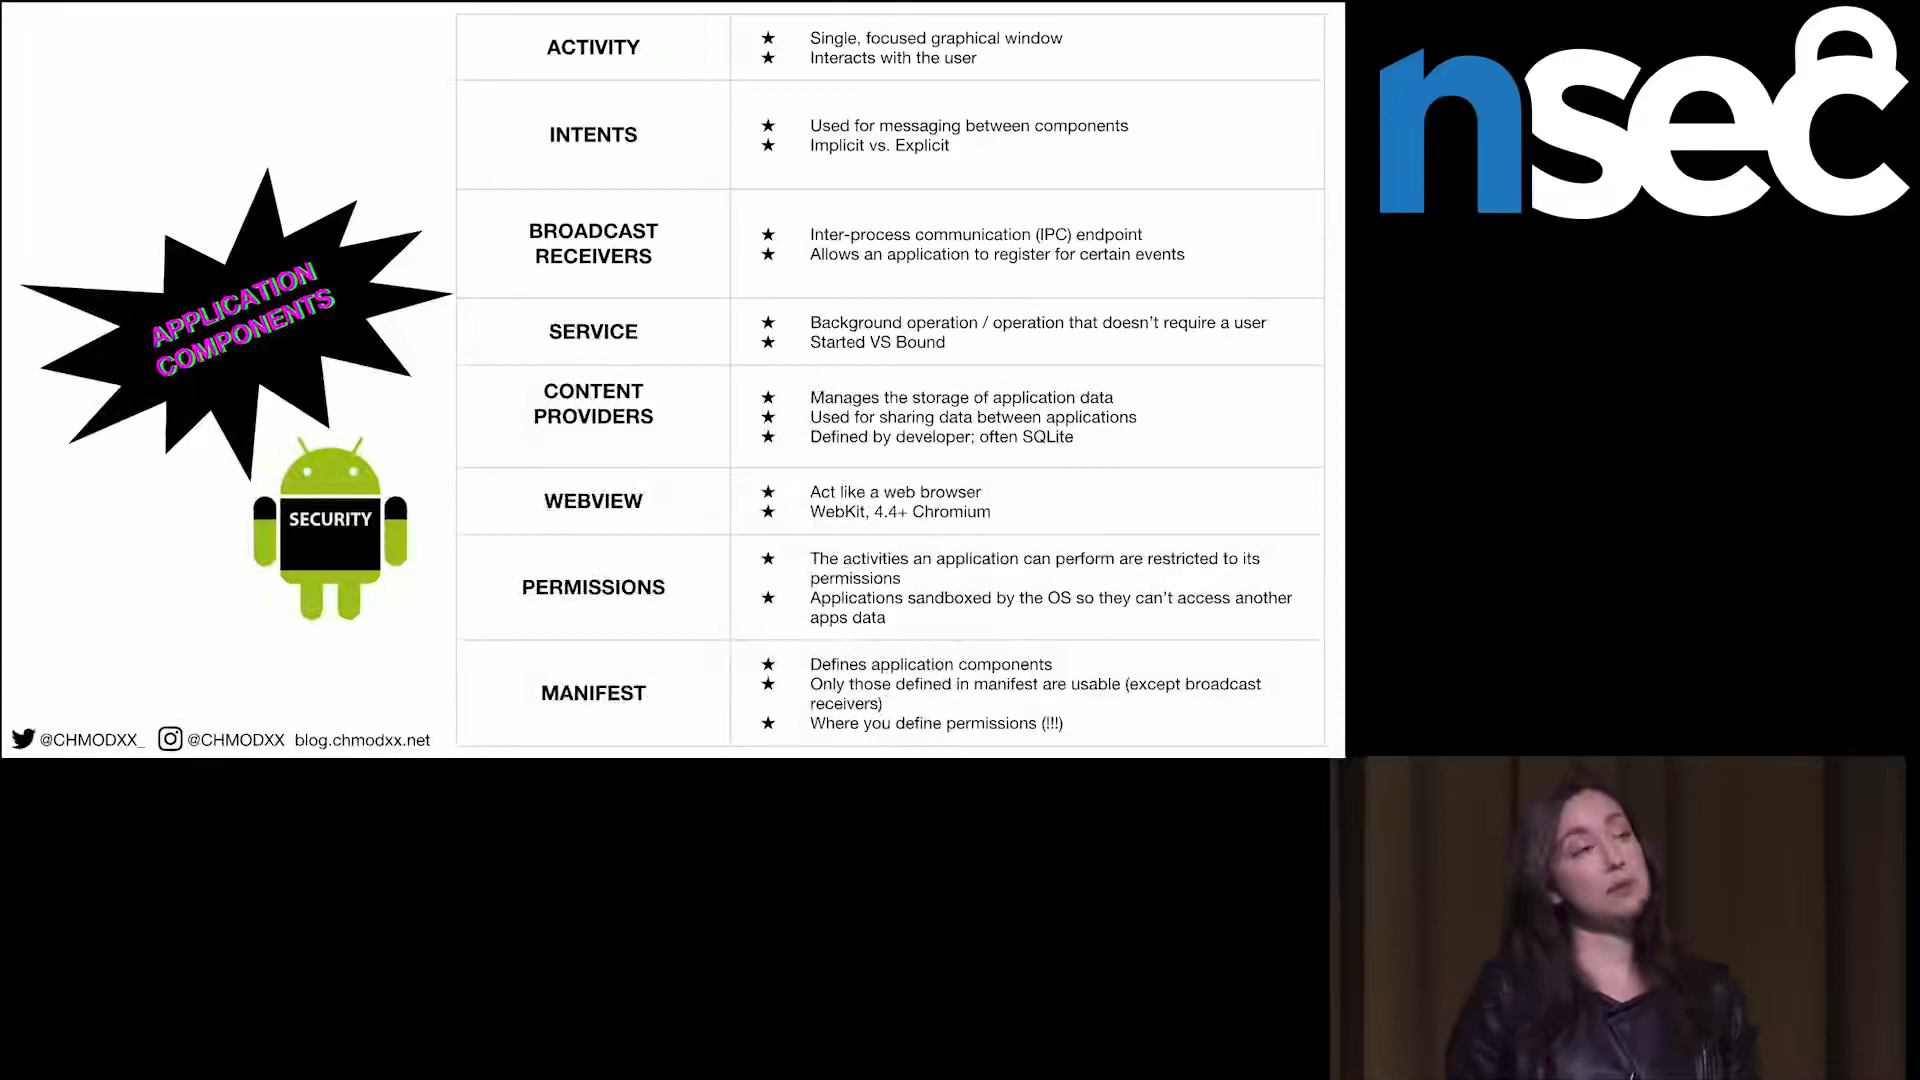 APPLICATION
COMPONENTS
SECURITY
@CHMODXX_ @CHMODXX blog.chmodxx.net
ACTIVITY
★ Single, focused graphical window
★ Interacts with the user
INTENTS
★ Used for messaging between components
★ Implicit vs. Explicit
BROADCAST
RECEIVERS
★ Inter-process communication (IPC) endpoint
★ Allows an application to register for certain events
SERVICE
★ Background operation / operation that doesn't require a user
★ Started VS Bound
CONTENT
PROVIDERS
★ Manages the storage of application data
★ Used for sharing data between applications
★ Defined by developer; often SQLite
WEBVIEW
★ Act like a web browser
★ WebKit, 4.4+ Chromium
PERMISSIONS
★ The activities an application can perform are restricted to its
permissions
★ Applications sandboxed by the OS so they can't access another
apps data
MANIFEST
★ Defines application components
★ Only those defined in manifest are usable (except broadcast
receivers)
★ Where you define permissions (!!!)
nsec